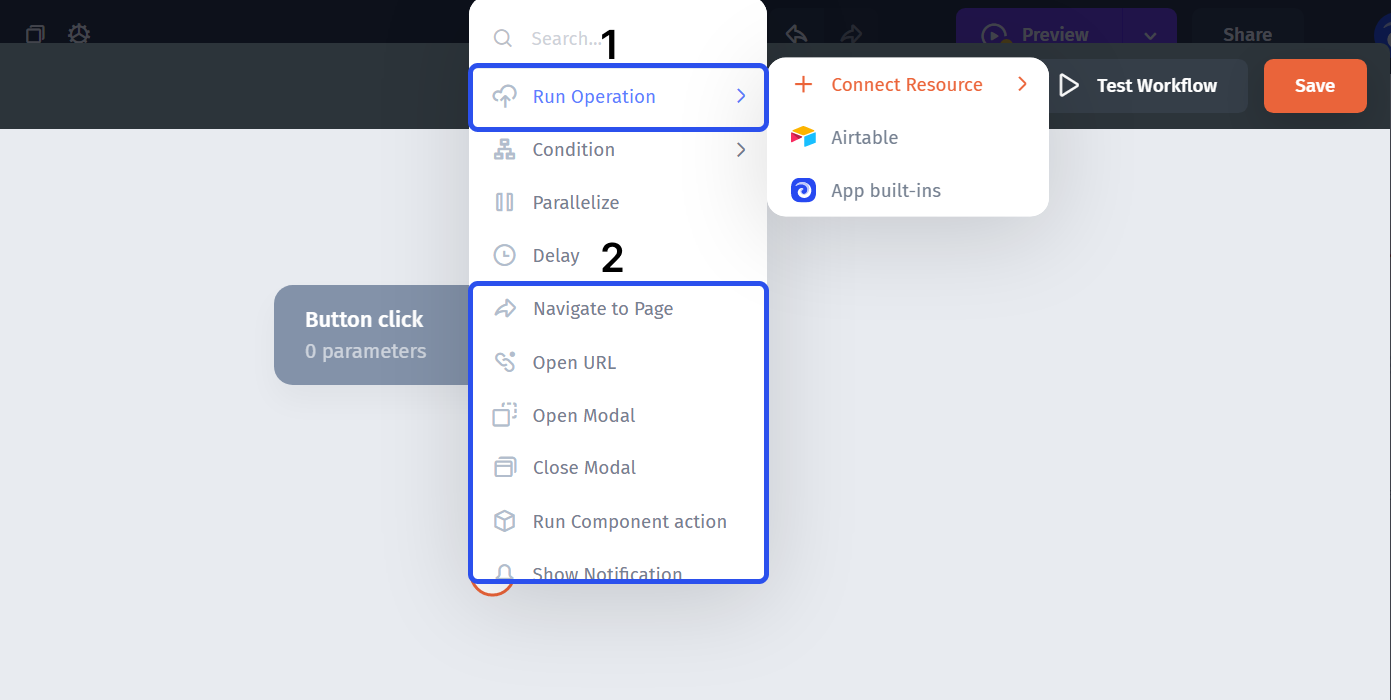 Preview
Share
Search...
1
Run Operation
Connect Resource
Test Workflow
Save
Airtable
App built-ins
Condition
Parallelize
Delay
2
Navigate to Page
Button click
0 parameters
Open URL
Open Modal
Close Modal
Run Component action
Show Notification